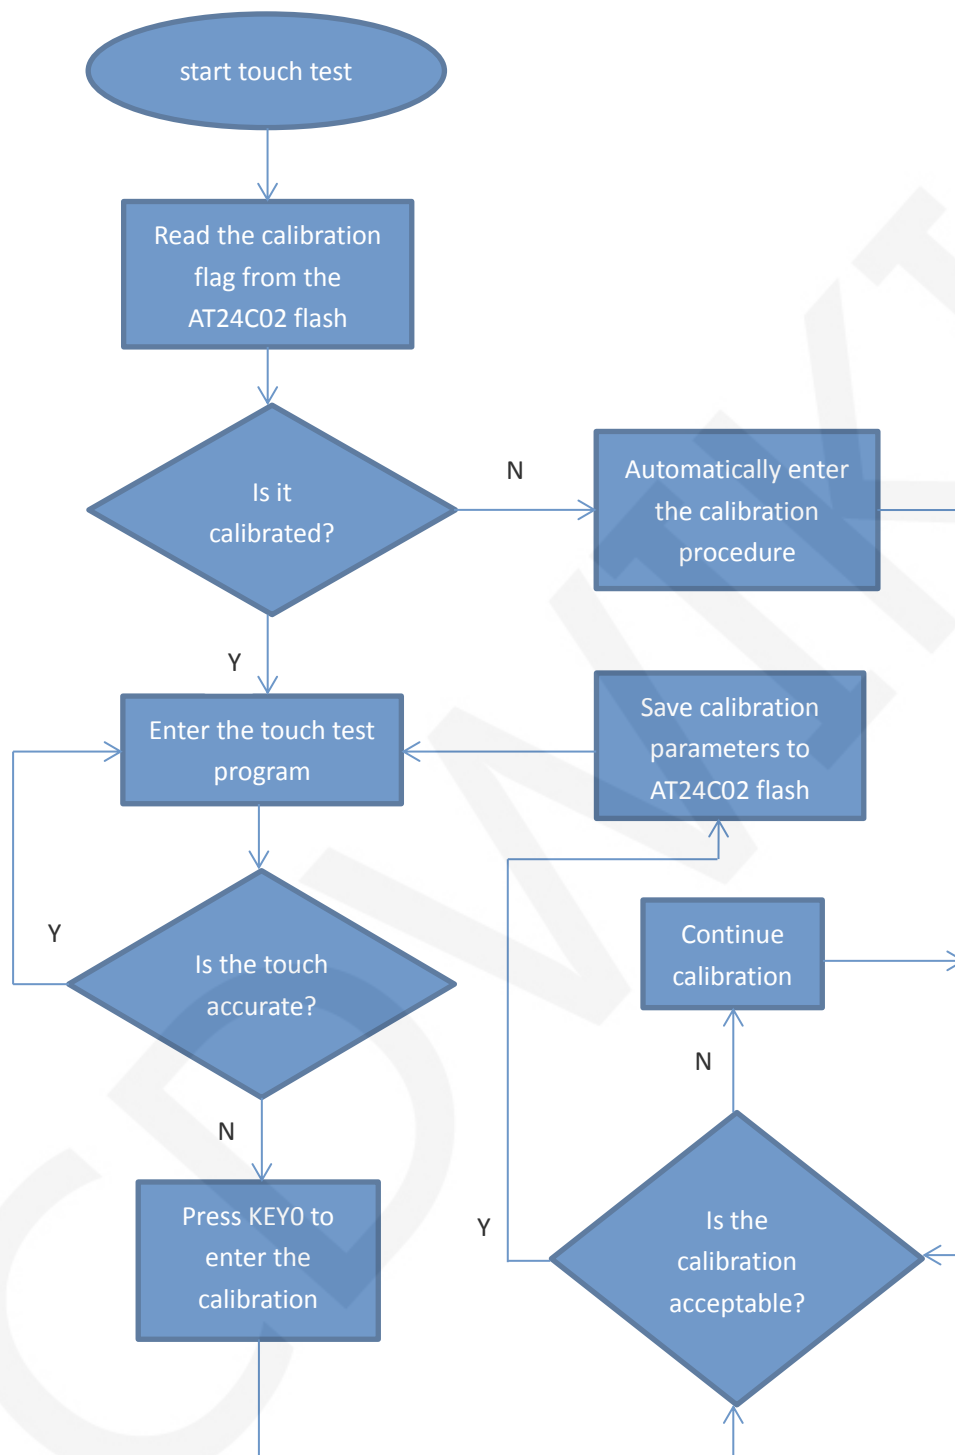 start touch test
Read the calibration
flag from the
AT24C02 flash
Is it
calibrated?
N
Automatically enter
the calibration
procedure
Y
Enter the touch test
program
Save calibration
parameters to
AT24C02 flash
Y
Is the touch
accurate?
Continue
calibration
N
N
Press KEY0 to
enter the
calibration
Y
Is the
calibration
acceptable?